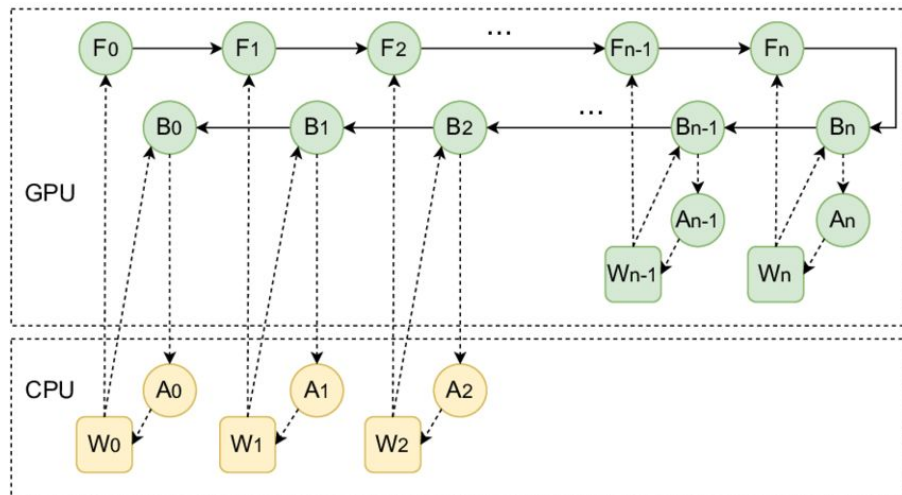 F0 F1 F2 ... Fn-1 Fn
B0 B1 B2 ... Bn-1 Bn
GPU
An-1 An
Wn-1 Wn
CPU
A0 A1 A2
W0 W1 W2